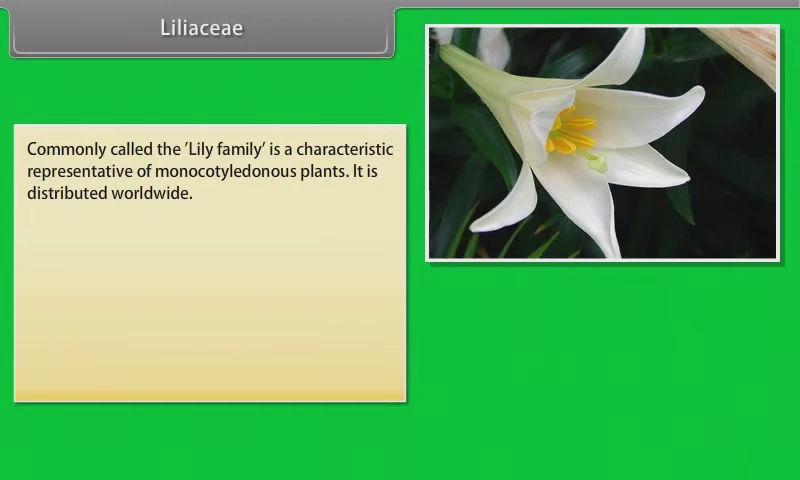 Liliaceae
Commonly called the 'Lily family' is a characteristic
representative of monocotyledonous plants. It is
distributed worldwide.